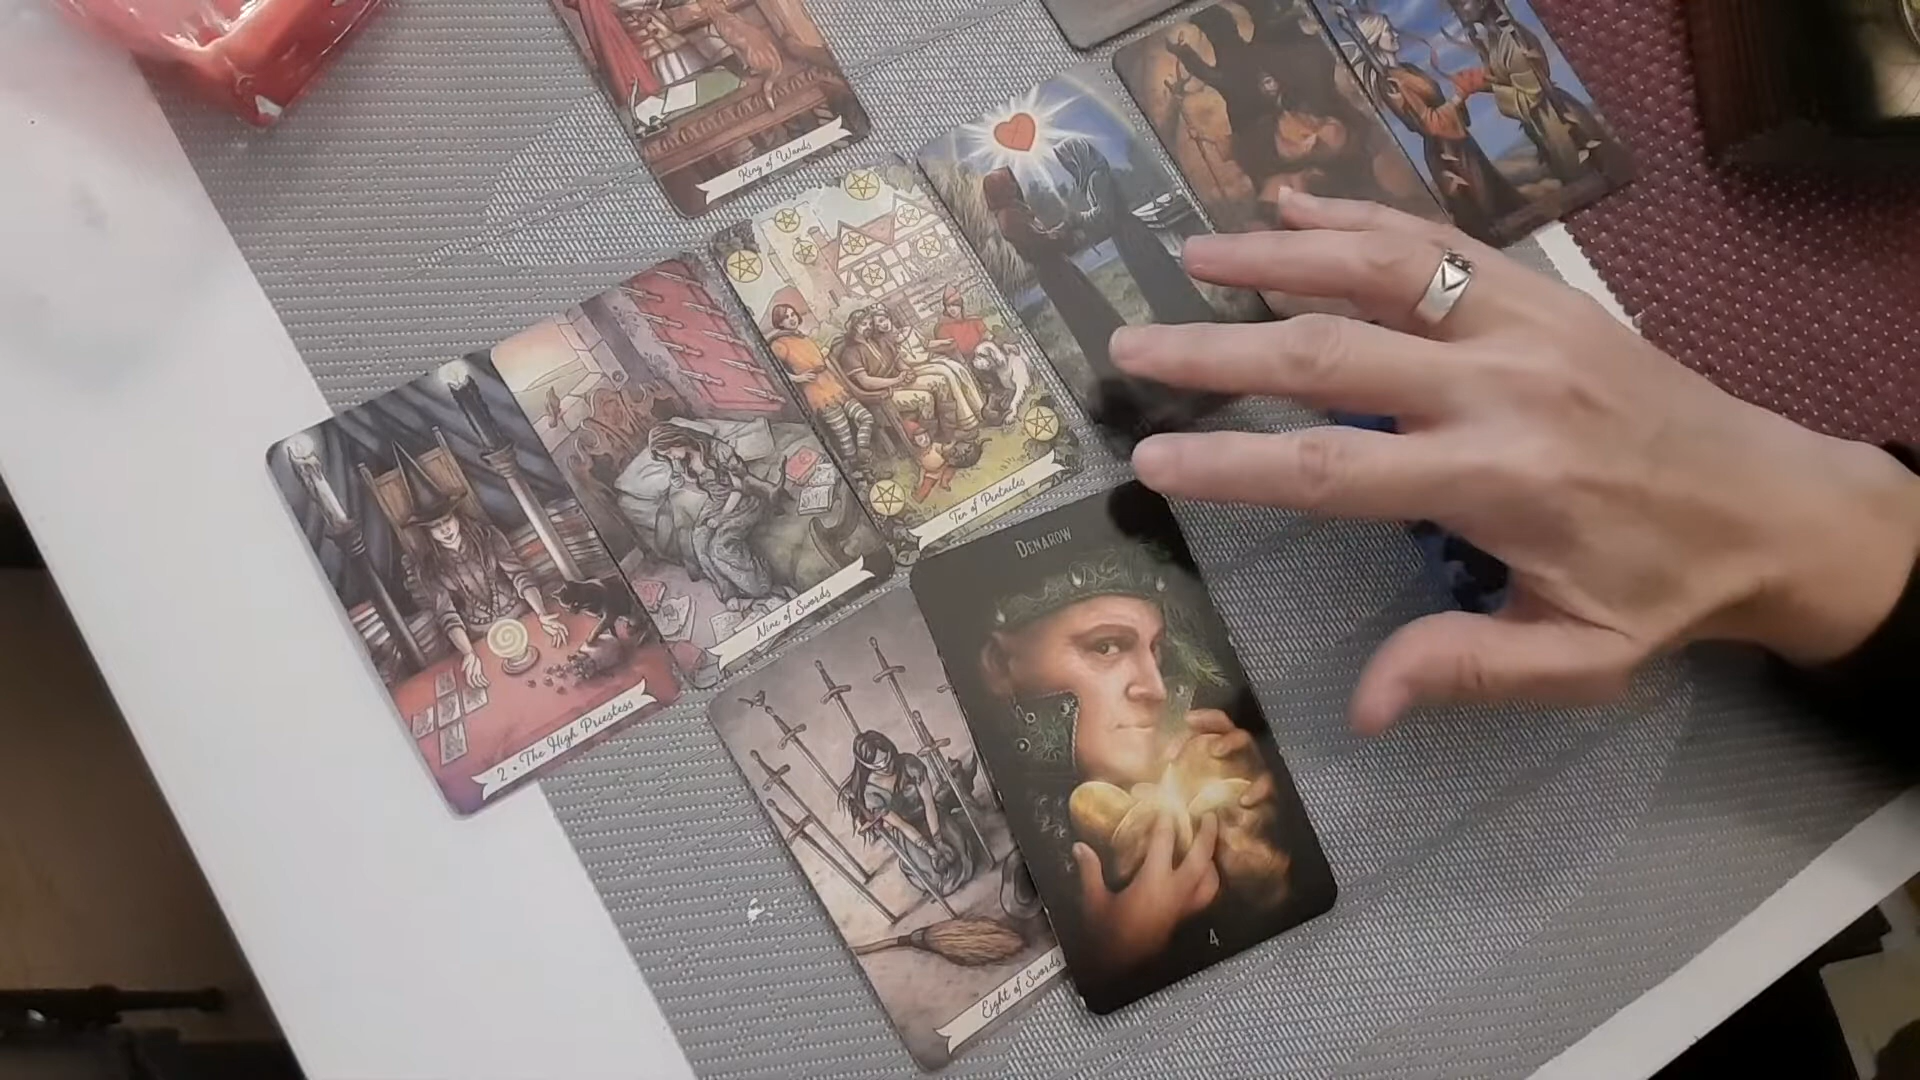 King of Wands
Ten of Pentacles
Denarow
Nine of Swords
2 • The High Priestess
4
Eight of Swords